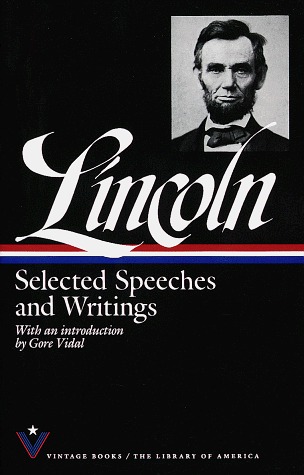 Lincoln
Selected Speeches
and Writings
With an introduction
by Gore Vidal
VINTAGE BOOKS / THE LIBRARY OF AMERICA